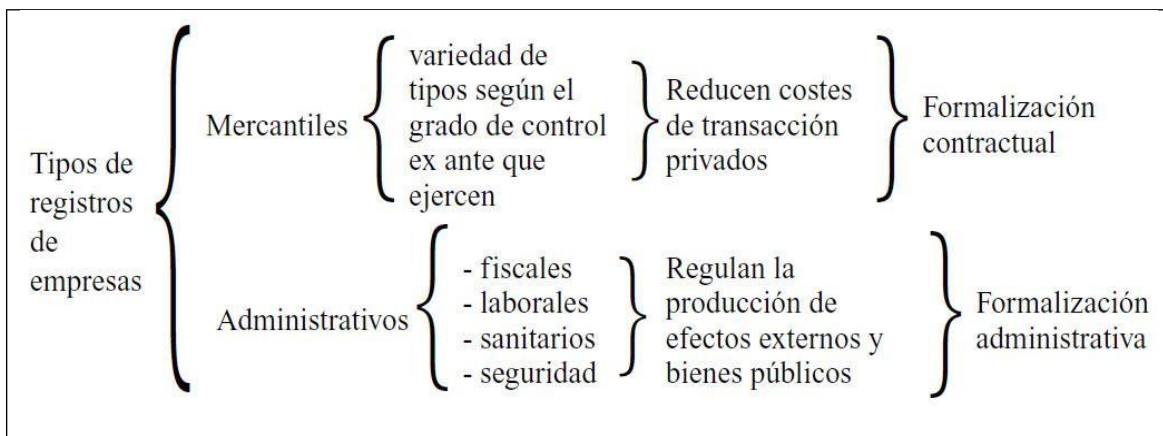 Tipos de
registros
de
empresas
Mercantiles
variedad de
tipos según el
grado de control
ex ante que
ejercen
Reducen costes
de transacción
privados
Formalización
contractual
Administrativos
- fiscales
- laborales
- sanitarios
- seguridad
Regulan la
producción de
efectos externos y
bienes públicos
Formalización
administrativa